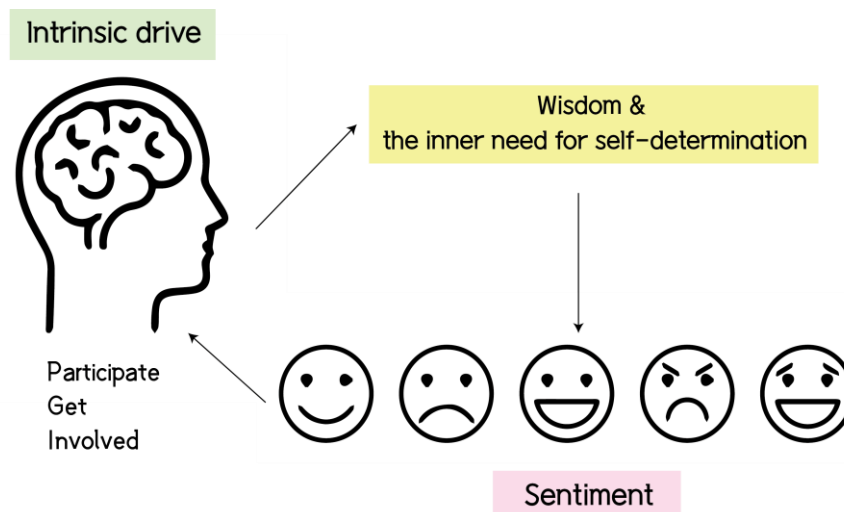 Intrinsic drive
Wisdom &
the inner need for self-determination
Participate
Get
Involved
Sentiment